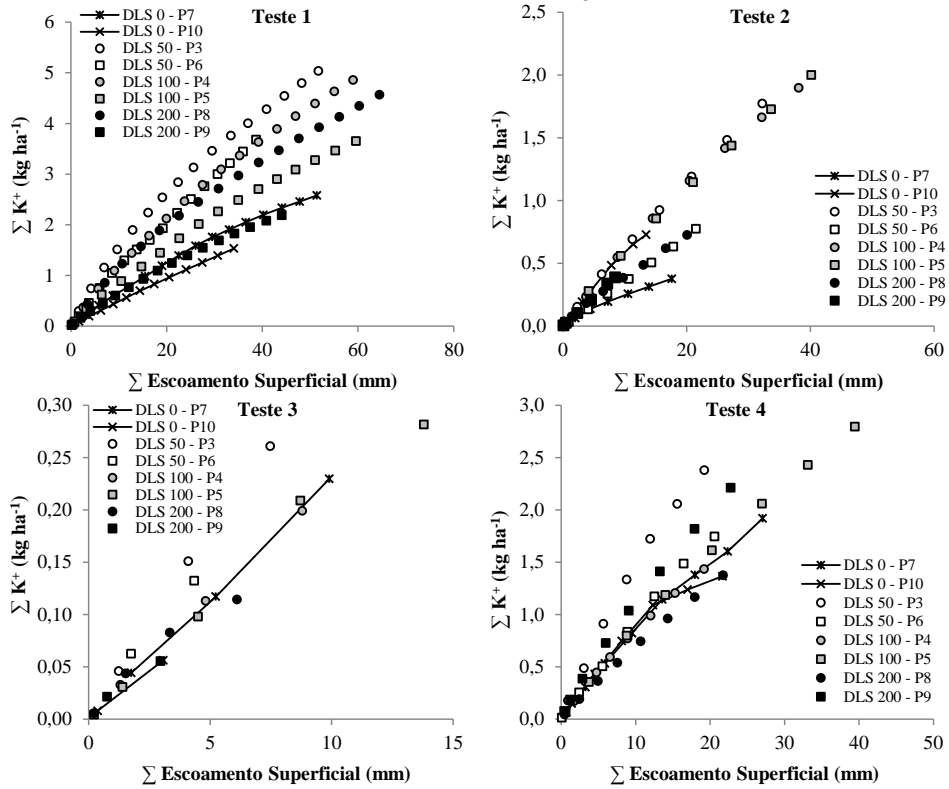 Teste 1
DLS 0 - P7
DLS 0 - P10
DLS 50 - P3
DLS 50 - P6
DLS 100 - P4
DLS 100 - P5
DLS 200 - P8
DLS 200 - P9
6
5
4
3
2
1
0
∑ K⁺ (kg ha⁻¹)
0 20 40 60 80
∑ Escoamento Superficial (mm)
Teste 2
2,5
2,0
1,5
1,0
0,5
0,0
∑ K⁺ (kg ha⁻¹)
DLS 0 - P7
DLS 0 - P10
DLS 50 - P3
DLS 50 - P6
DLS 100 - P4
DLS 100 - P5
DLS 200 - P8
DLS 200 - P9
0 20 40 60
∑ Escoamento Superficial (mm)
Teste 3
DLS 0 - P7
DLS 0 - P10
DLS 50 - P3
DLS 50 - P6
DLS 100 - P4
DLS 100 - P5
DLS 200 - P8
DLS 200 - P9
0,30
0,25
0,20
0,15
0,10
0,05
0,00
∑ K⁺ (kg ha⁻¹)
0 5 10 15
∑ Escoamento Superficial (mm)
Teste 4
3,0
2,5
2,0
1,5
1,0
0,5
0,0
∑ K⁺ (kg ha⁻¹)
DLS 0 - P7
DLS 0 - P10
DLS 50 - P3
DLS 50 - P6
DLS 100 - P4
DLS 100 - P5
DLS 200 - P8
DLS 200 - P9
0 10 20 30 40 50
∑ Escoamento Superficial (mm)